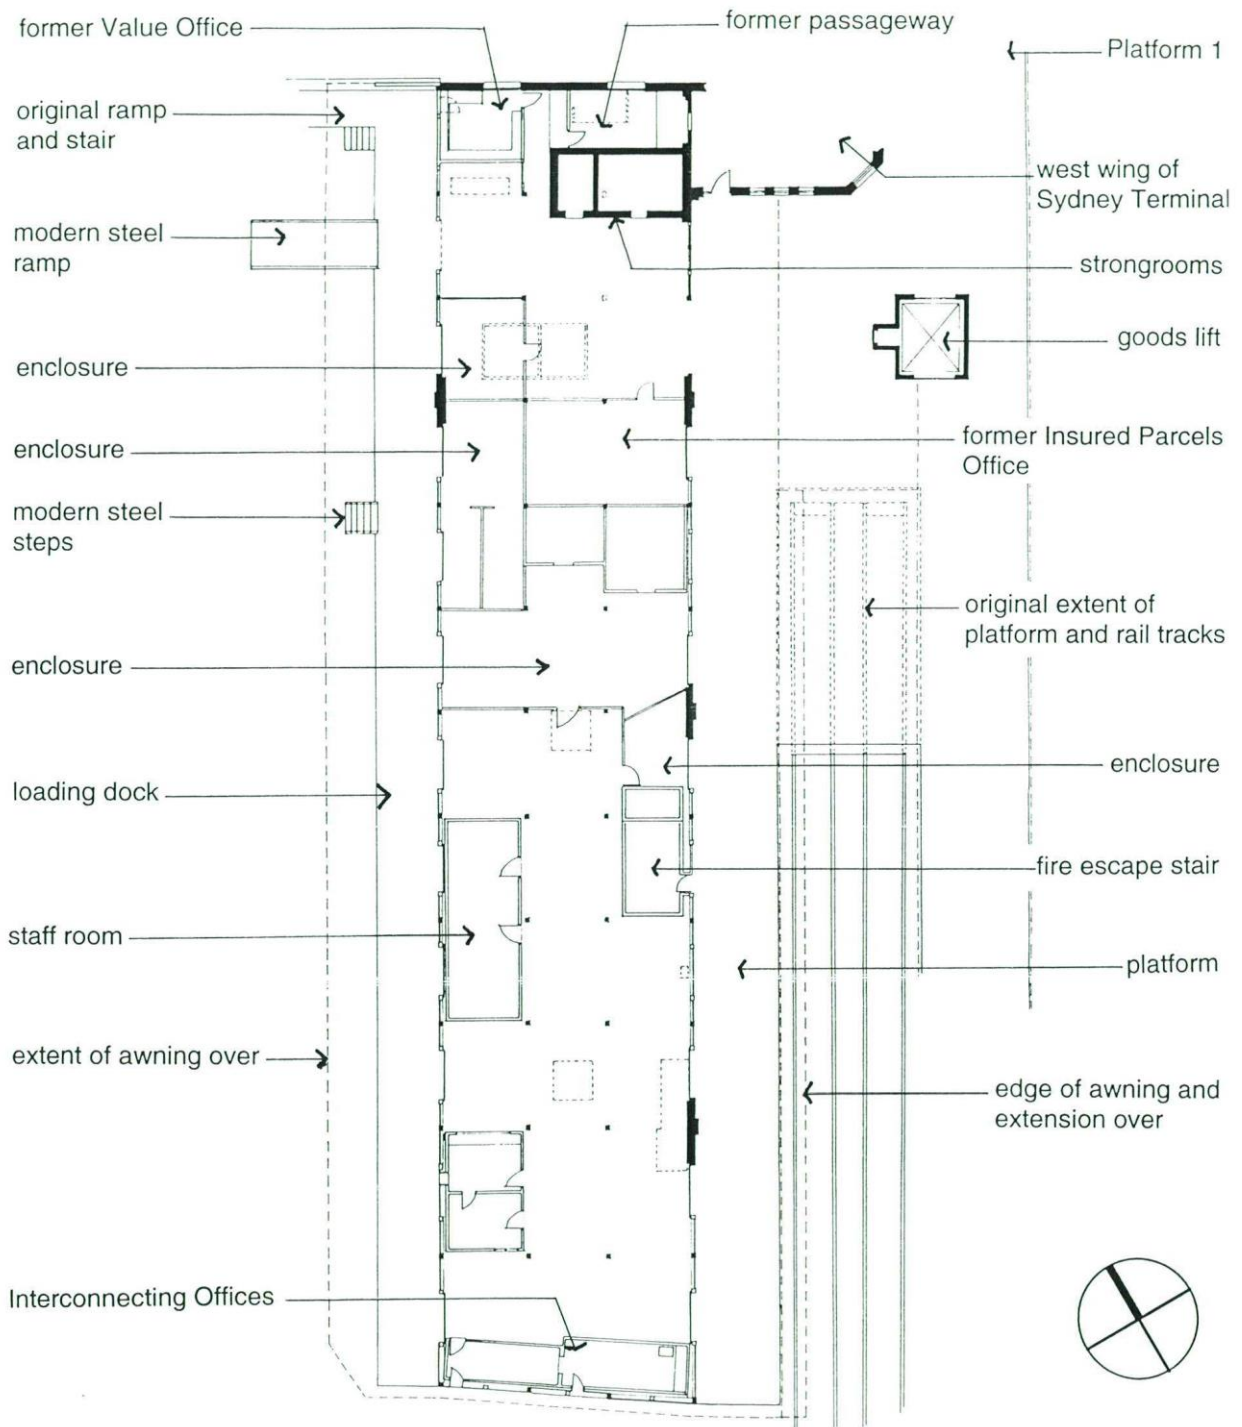 former Value Office
former passageway
Platform 1
original ramp
and stair
west wing of
Sydney Terminal
modern steel
ramp
strongrooms
goods lift
enclosure
former Insured Parcels
Office
enclosure
modern steel
steps
original extent of
platform and rail tracks
enclosure
enclosure
loading dock
fire escape stair
staff room
platform
extent of awning over
edge of awning and
extension over
Interconnecting Offices